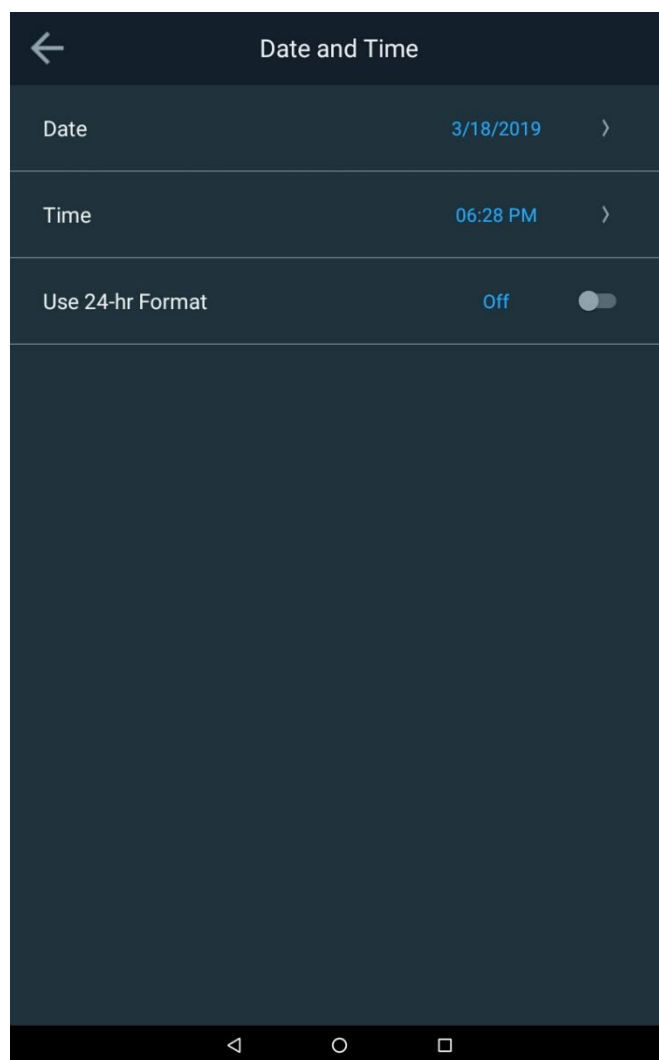 Date and Time
Date 3/18/2019
Time 06:28 PM
Use 24-hr Format Off